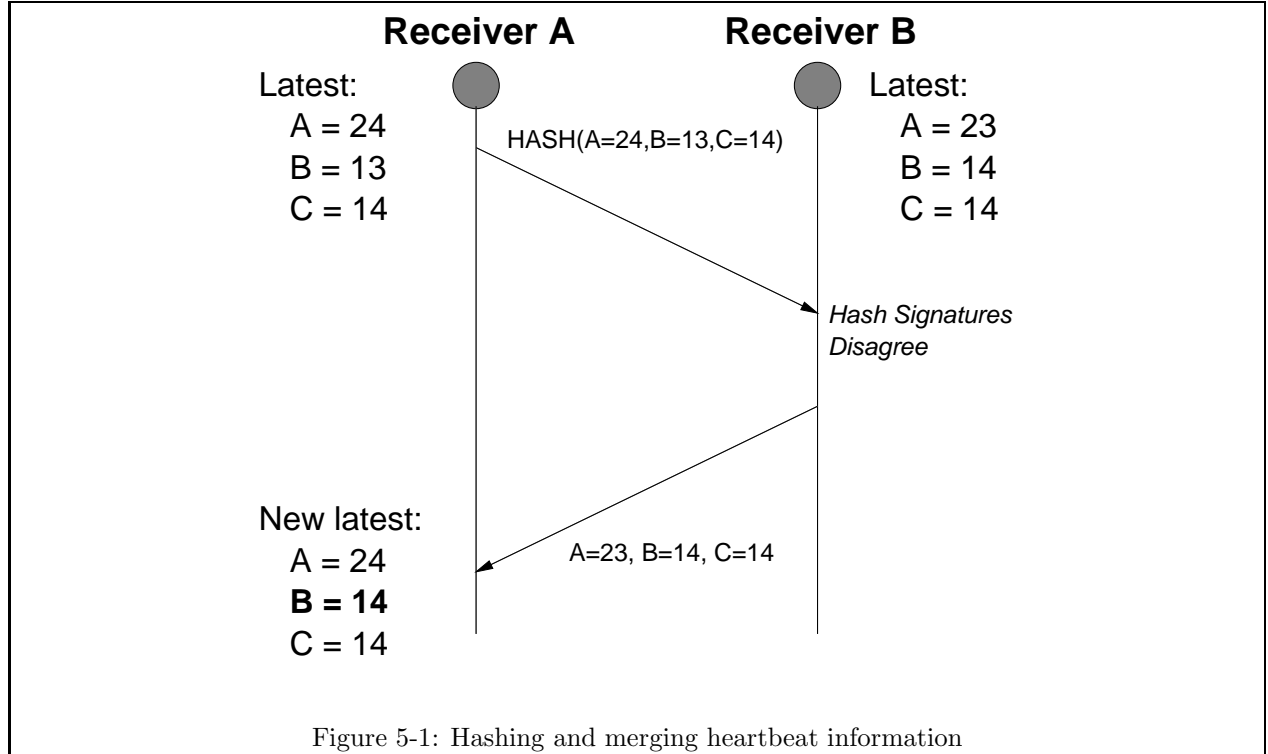 Receiver A
Receiver B
Latest:
A = 24
B = 13
C = 14
HASH(A=24,B=13,C=14)
Latest:
A = 23
B = 14
C = 14
Hash Signatures
Disagree
A=23, B=14, C=14
New latest:
A = 24
B = 14
C = 14
Figure 5-1: Hashing and merging heartbeat information